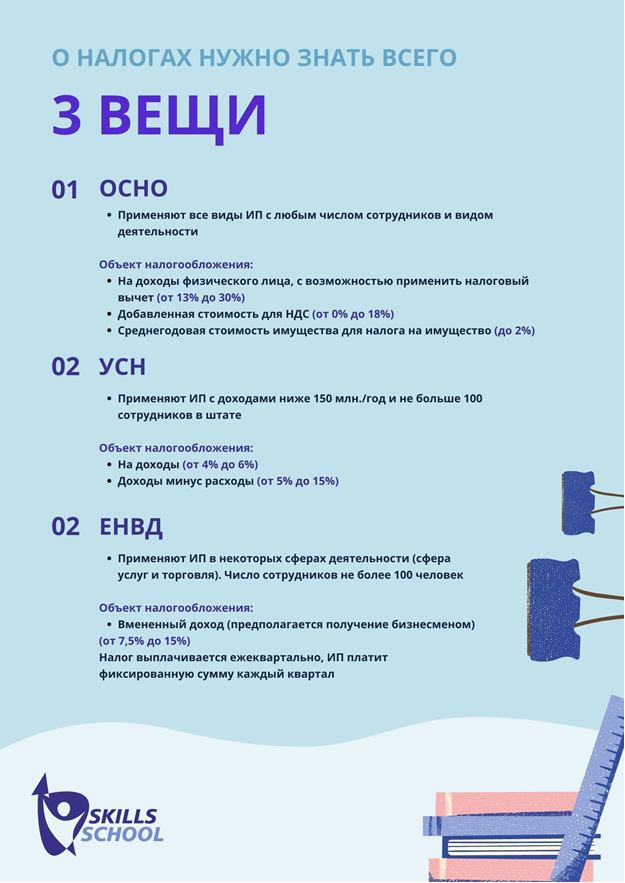 О НАЛОГАХ НУЖНО ЗНАТЬ ВСЕГО
3 ВЕЩИ
01 ОСНО
• Применяют все виды ИП с любым числом сотрудников и видом
деятельности
Объект налогообложения:
• На доходы физического лица, с возможностью применить налоговый
вычет (от 13% до 30%)
• Добавленная стоимость для НДС (от 0% до 18%)
• Среднегодовая стоимость имущества для налога на имущество (до 2%)
02 УСН
• Применяют ИП с доходами ниже 150 млн./год и не больше 100
сотрудников в штате
Объект налогообложения:
• На доходы (от 4% до 6%)
• Доходы минус расходы (от 5% до 15%)
02 ЕНВД
• Применяют ИП в некоторых сферах деятельности (сфера
услуг и торговля). Число сотрудников не более 100 человек
Объект налогообложения:
• Вмененный доход (предполагается получение бизнесменом)
(от 7,5% до 15%)
Налог выплачивается ежеквартально, ИП платит
фиксированную сумму каждый квартал
SKILLS
SCHOOL